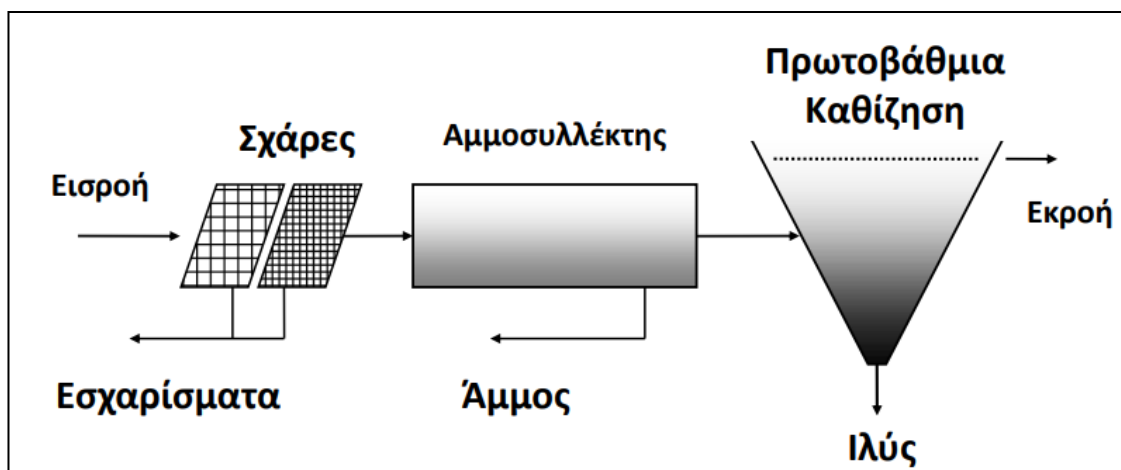 Πρωτοβάθμια
Καθίζηση
Σχάρες
Αμμοσυλλέκτης
Εισροή
Εκροή
Εσχαρίσματα
Άμμος
Ιλύς